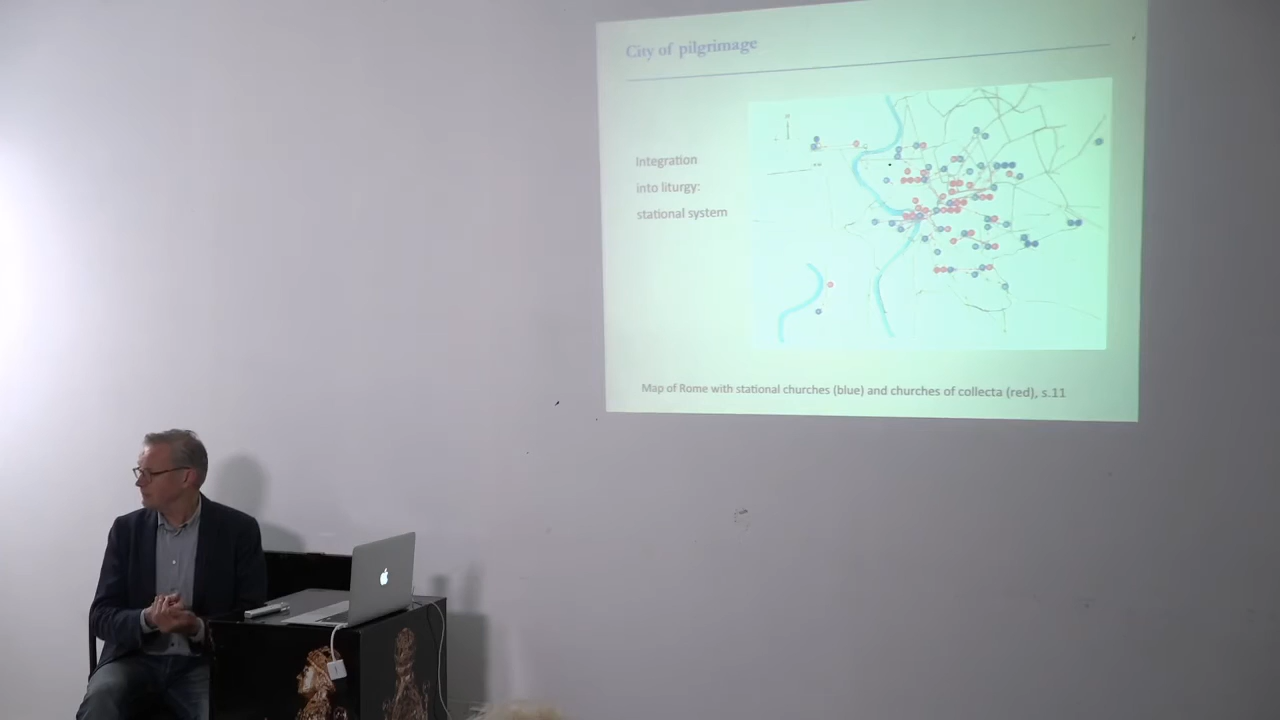 City of pilgrimage
Integration
into liturgy:
stational system
Map of Rome with stational churches (blue) and churches of collecta (red), s.11